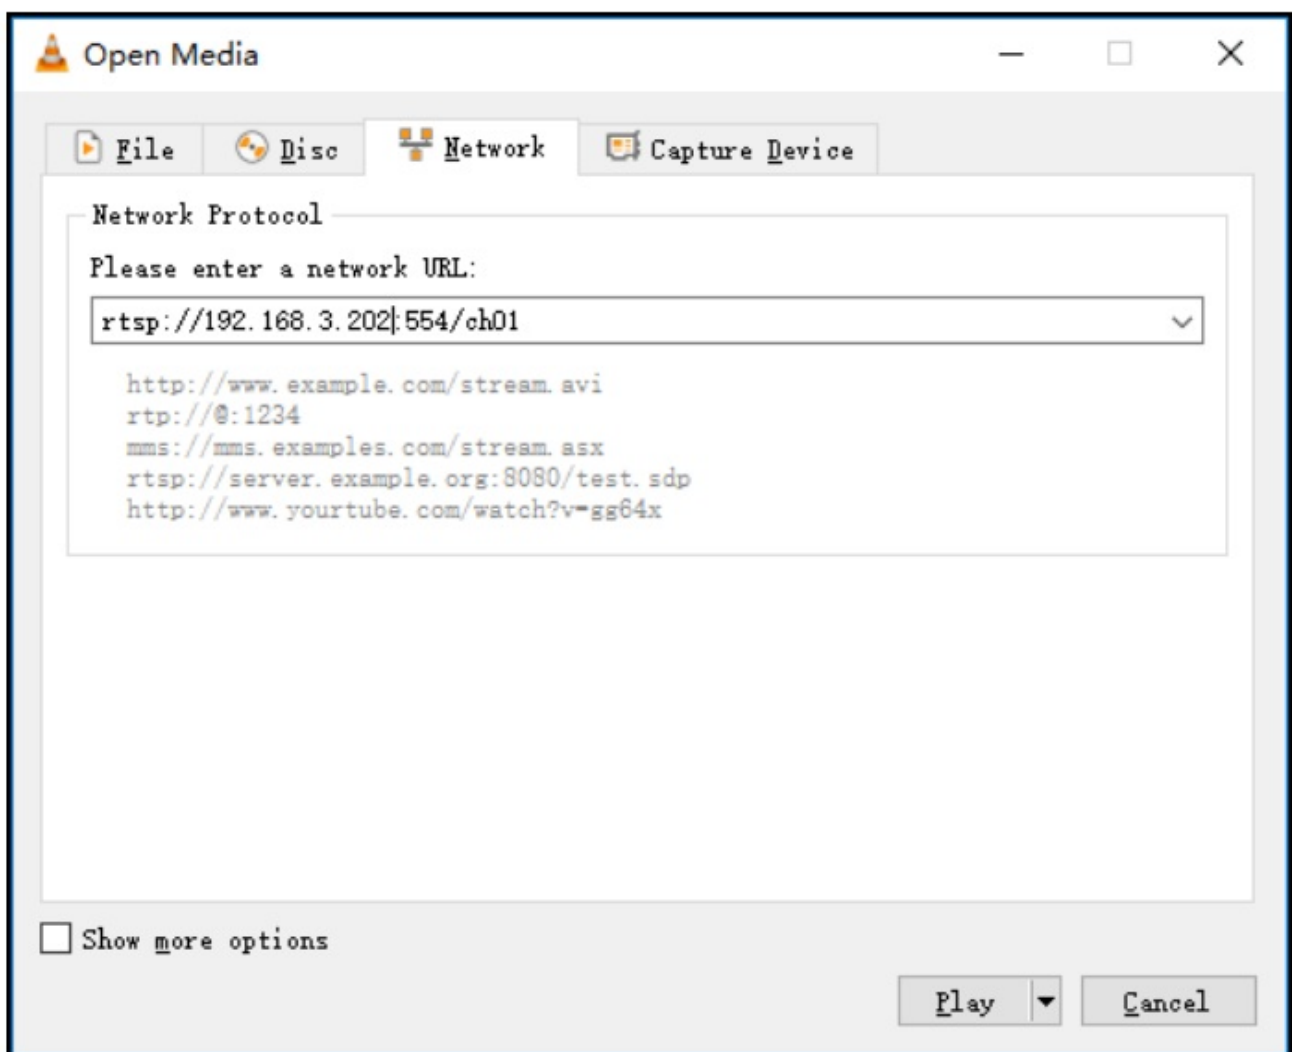 Open Media
File Disc Network Capture Device
Network Protocol
Please enter a network URL:
rtsp://192.168.3.202:554/ch01
http://www.example.com/stream.avi
rtp://@:1234
mms://mms.examples.com/stream.asx
rtsp://server.example.org:8080/test.sdp
http://www.yourtube.com/watch?v=gg64x
Show more options
Play Cancel